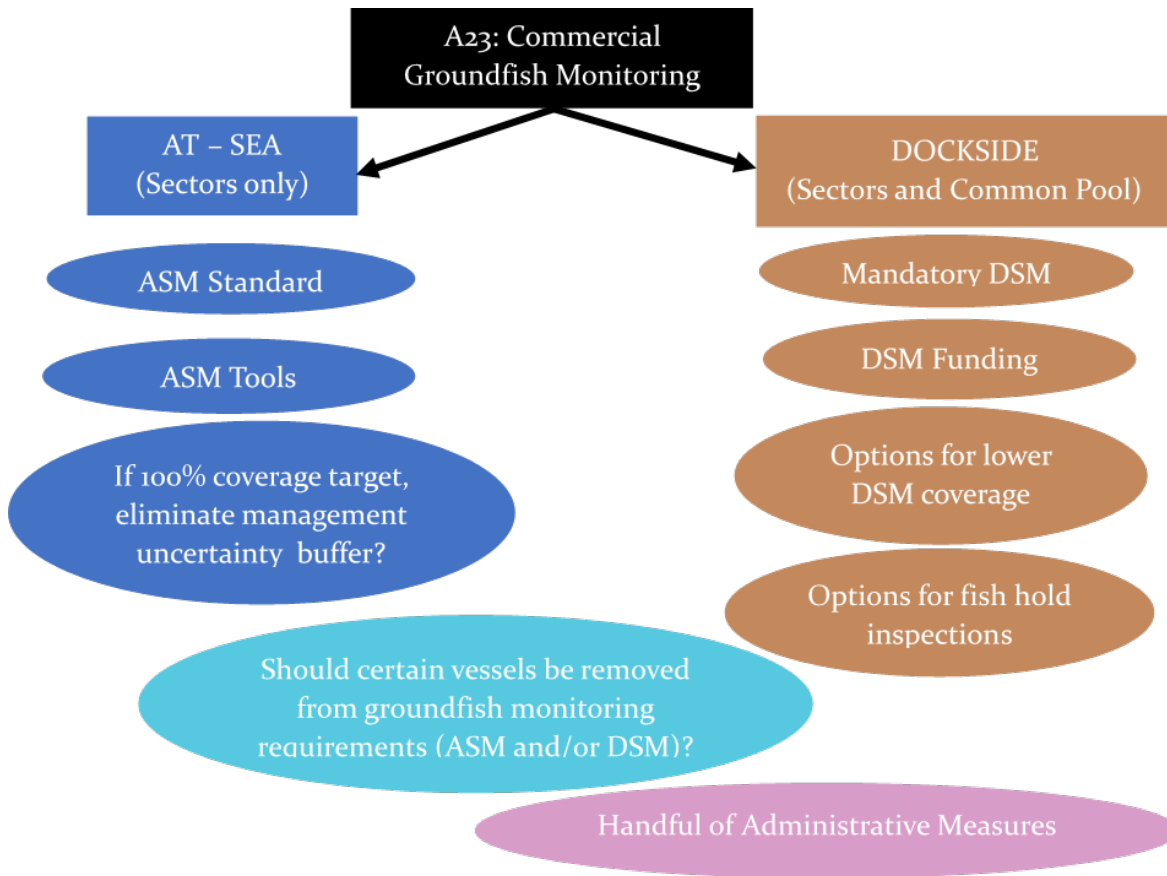 A23: Commercial
Groundfish Monitoring
AT – SEA
(Sectors only)
DOCKSIDE
(Sectors and Common Pool)
ASM Standard
Mandatory DSM
ASM Tools
DSM Funding
If 100% coverage target,
eliminate management
uncertainty buffer?
Options for lower
DSM coverage
Options for fish hold
inspections
Should certain vessels be removed
from groundfish monitoring
requirements (ASM and/or DSM)?
Handful of Administrative Measures